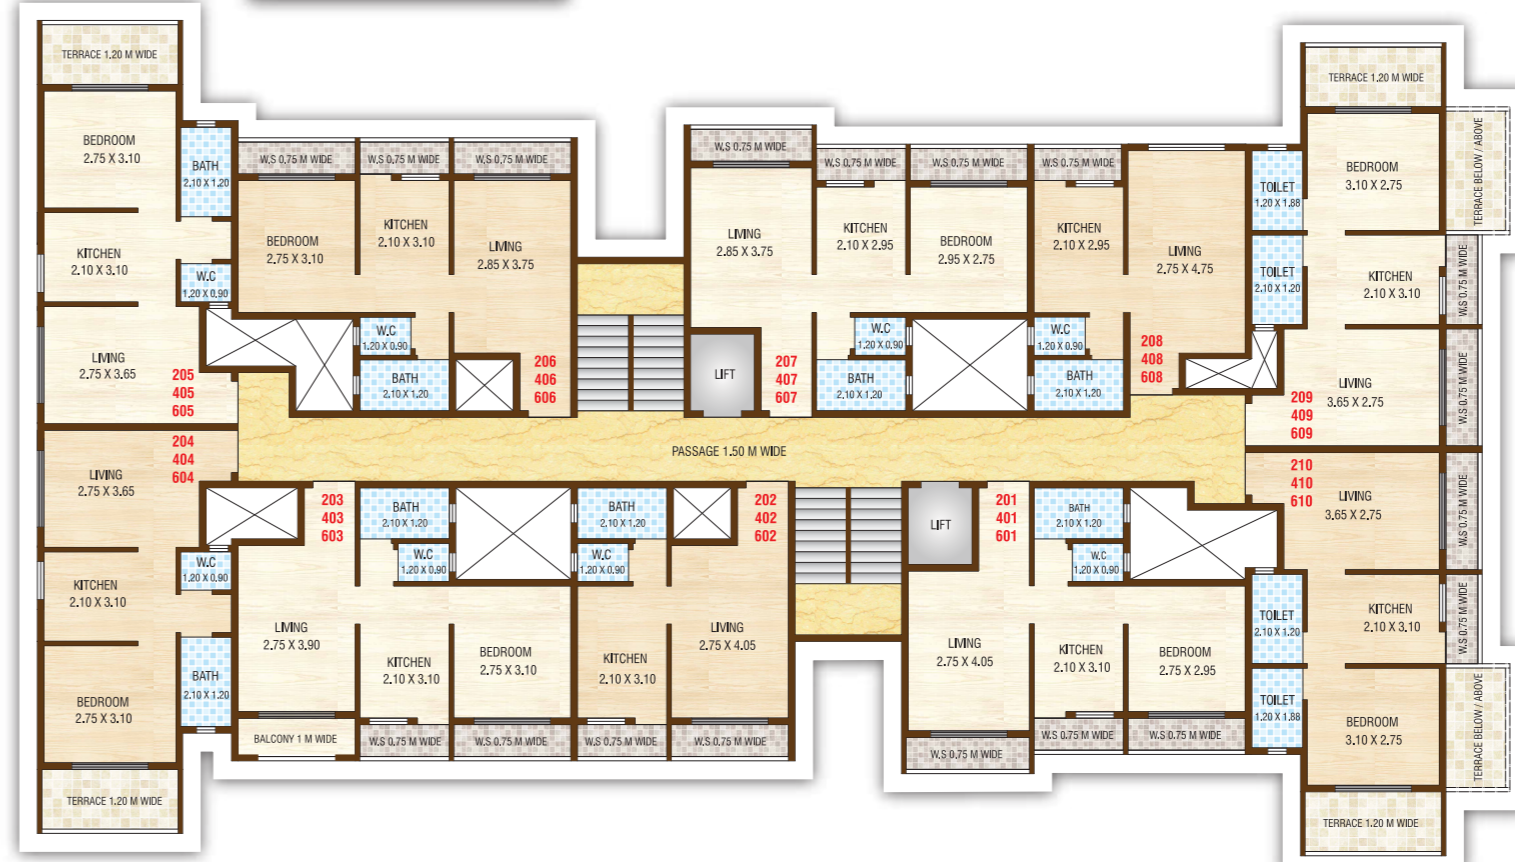 TERRACE 1.20 M WIDE
BEDROOM
2.75 X 3.10
BATH
2.10 X 1.20
KITCHEN
2.10 X 3.10
W.C
1.20 X 0.90
LIVING
2.75 X 3.65
205
405
605
W.S 0.75 M WIDE
W.S 0.75 M WIDE
W.S 0.75 M WIDE
BEDROOM
2.75 X 3.10
KITCHEN
2.10 X 3.10
LIVING
2.85 X 3.75
W.C
1.20 X 0.90
BATH
2.10 X 1.20
206
406
606
W.S 0.75 M WIDE
W.S 0.75 M WIDE
W.S 0.75 M WIDE
W.S 0.75 M WIDE
LIVING
2.85 X 3.75
KITCHEN
2.10 X 2.95
BEDROOM
2.95 X 2.75
LIFT
207
407
607
W.C
1.20 X 0.90
BATH
2.10 X 1.20
KITCHEN
2.10 X 2.95
LIVING
2.75 X 4.75
W.C
1.20 X 0.90
BATH
2.10 X 1.20
208
408
608
TERRACE 1.20 M WIDE
BEDROOM
3.10 X 2.75
TERRACE BELOW / ABOVE
TOILET
1.20 X 1.88
TOILET
2.10 X 1.20
KITCHEN
2.10 X 3.10
W.S 0.75 M WIDE
LIVING
3.65 X 2.75
W.S 0.75 M WIDE
209
409
609
PASSAGE 1.50 M WIDE
204
404
604
LIVING
2.75 X 3.65
KITCHEN
2.10 X 3.10
W.C
1.20 X 0.90
BATH
2.10 X 1.20
BEDROOM
2.75 X 3.10
TERRACE 1.20 M WIDE
203
403
603
BATH
2.10 X 1.20
W.C
1.20 X 0.90
LIVING
2.75 X 3.90
KITCHEN
2.10 X 3.10
BEDROOM
2.75 X 3.10
BALCONY 1 M WIDE
W.S 0.75 M WIDE
W.S 0.75 M WIDE
BATH
2.10 X 1.20
W.C
1.20 X 0.90
202
402
602
KITCHEN
2.10 X 3.10
LIVING
2.75 X 4.05
W.S 0.75 M WIDE
W.S 0.75 M WIDE
LIFT
201
401
601
BATH
2.10 X 1.20
W.C
1.20 X 0.90
LIVING
2.75 X 4.05
KITCHEN
2.10 X 3.10
BEDROOM
2.75 X 2.95
W.S 0.75 M WIDE
W.S 0.75 M WIDE
W.S 0.75 M WIDE
210
410
610
LIVING
3.65 X 2.75
W.S 0.75 M WIDE
TOILET
2.10 X 1.20
KITCHEN
2.10 X 3.10
W.S 0.75 M WIDE
TOILET
1.20 X 1.88
BEDROOM
3.10 X 2.75
TERRACE BELOW / ABOVE
TERRACE 1.20 M WIDE